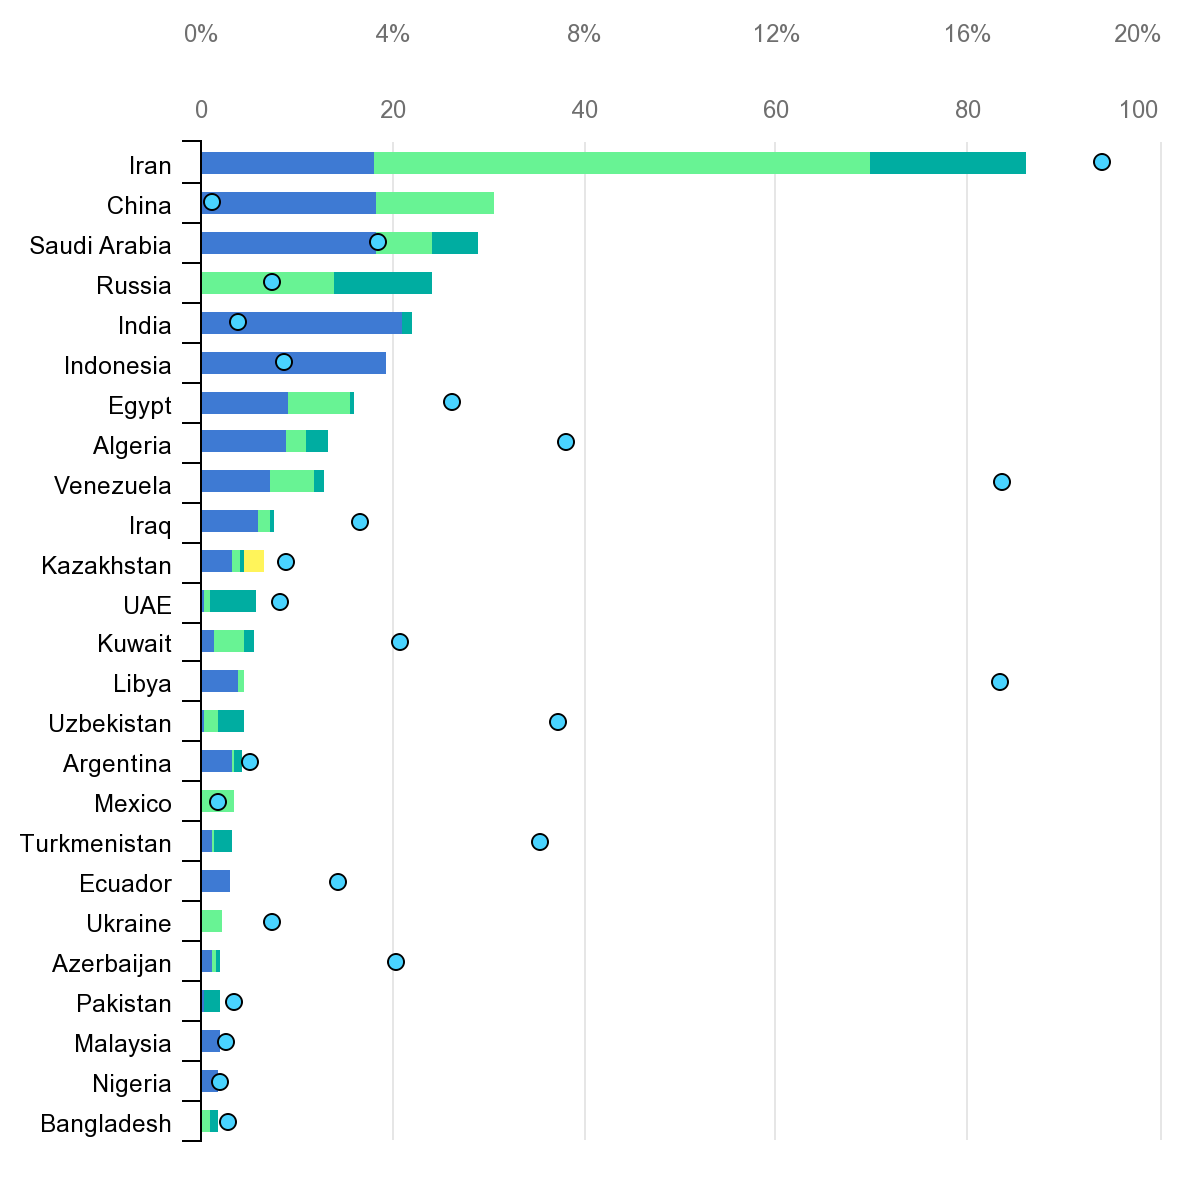 0% 4% 8% 12% 16% 20%
0 20 40 60 80 100
Iran
China
Saudi Arabia
Russia
India
Indonesia
Egypt
Algeria
Venezuela
Iraq
Kazakhstan
UAE
Kuwait
Libya
Uzbekistan
Argentina
Mexico
Turkmenistan
Ecuador
Ukraine
Azerbaijan
Pakistan
Malaysia
Nigeria
Bangladesh